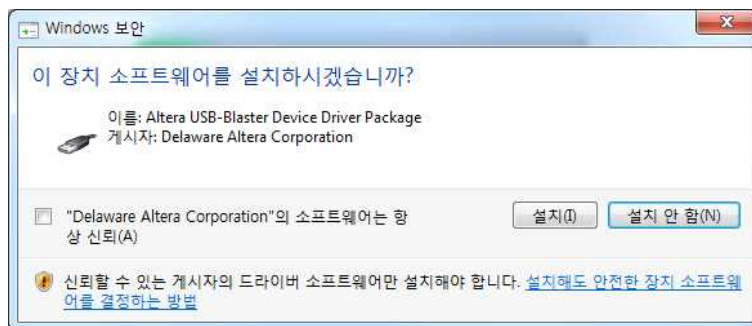 Windows 보안
이 장치 소프트웨어를 설치하시겠습니까?
이름: Altera USB-Blaster Device Driver Package
게시자: Delaware Altera Corporation
"Delaware Altera Corporation"의 소프트웨어는 항
상 신뢰(A)
설치(I)
설치 안 함(N)
신뢰할 수 있는 게시자의 드라이버 소프트웨어만 설치해야 합니다. 설치해도 안전한 장치 소프트웨
어를 결정하는 방법